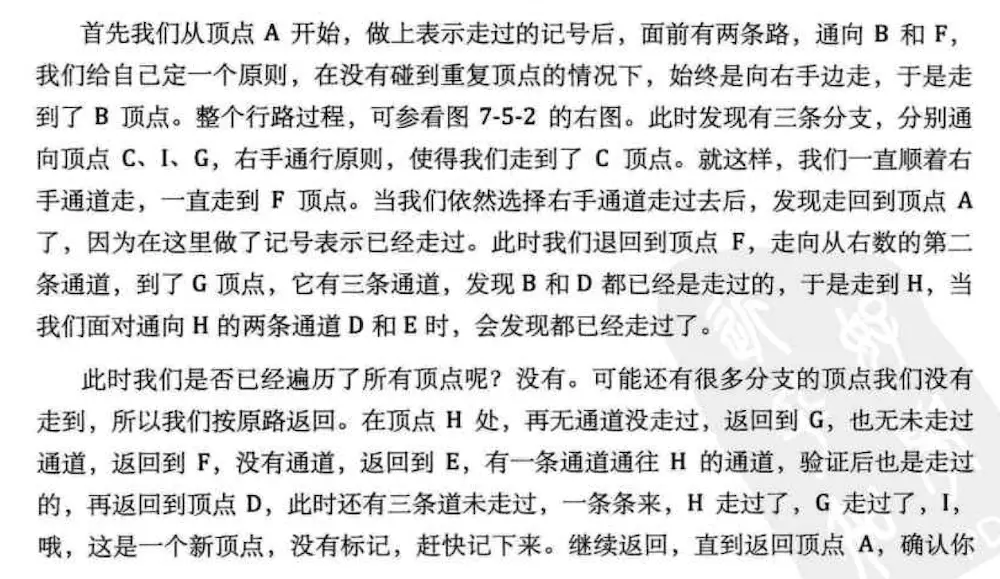 首先我们从顶点 A 开始，做上表示走过的记号后，面前有两条路，通向 B 和 F，
我们给自己定一个原则，在没有碰到重复顶点的情况下，始终是向右手边走，于是走
到了 B 顶点。整个行路过程，可参看图 7-5-2 的右图。此时发现有三条分支，分别通
向顶点 C、I、G，右手通行原则，使得我们走到了 C 顶点。就这样，我们一直顺着右
手通道走，一直走到 F 顶点。当我们依然选择右手通道走过去后，发现走回到顶点 A
了，因为在这里做了记号表示已经走过。此时我们退回到顶点 F，走向从右数的第二
条通道，到了 G 顶点，它有三条通道，发现 B 和 D 都已经是走过的，于是走到 H，当
我们面对通向 H 的两条通道 D 和 E 时，会发现都已经走过了。
此时我们是否已经遍历了所有顶点呢？没有。可能还有很多分支的顶点我们没有
走到，所以我们按原路返回。在顶点 H 处，再无通道没走过，返回到 G，也无未走过
通道，返回到 F，没有通道，返回到 E，有一条通道通往 H 的通道，验证后也是走过
的，再返回到顶点 D，此时还有三条道未走过，一条条来，H 走过了，G 走过了，I，
哦，这是一个新顶点，没有标记，赶快记下来。继续返回，直到返回顶点 A，确认你